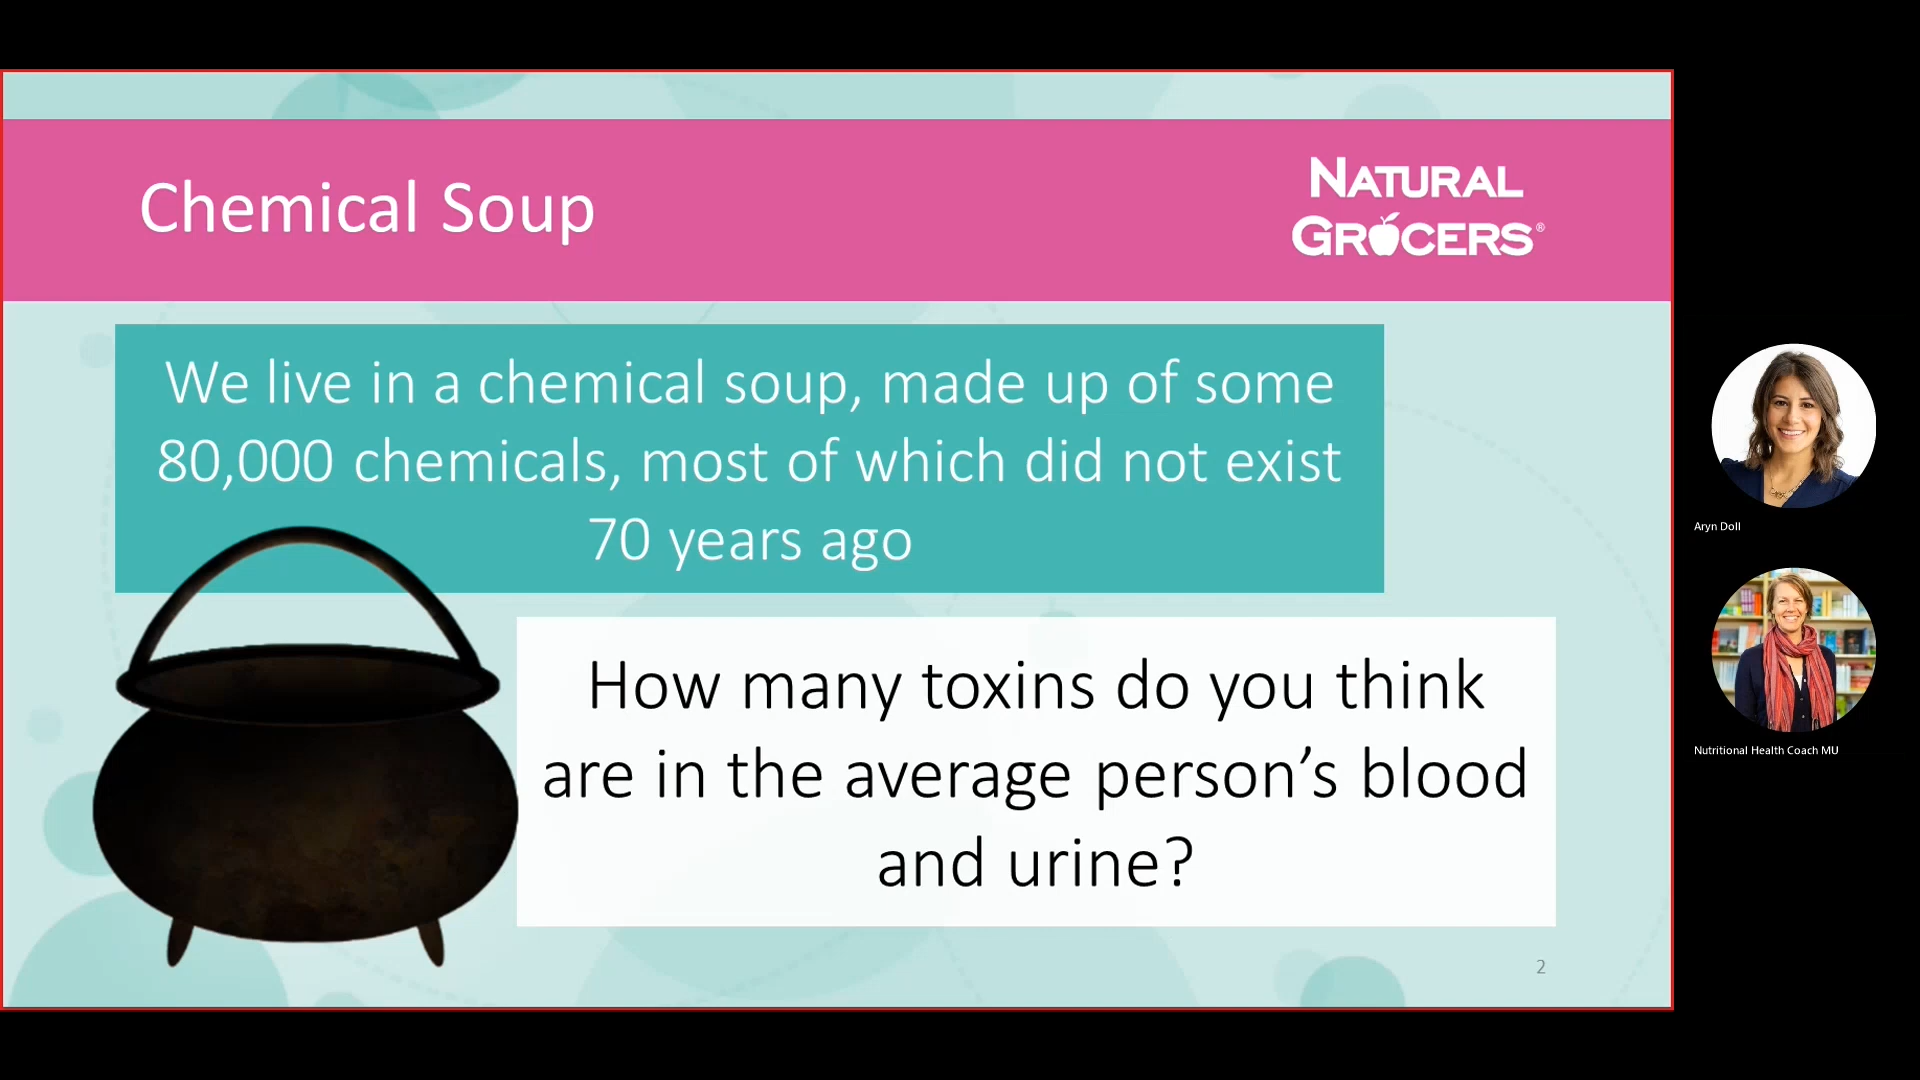 Chemical Soup
NATURAL
GROCERS®
We live in a chemical soup, made up of some
80,000 chemicals, most of which did not exist
70 years ago
How many toxins do you think
are in the average person’s blood
and urine?
2
Aryn Doll
Nutritional Health Coach MU